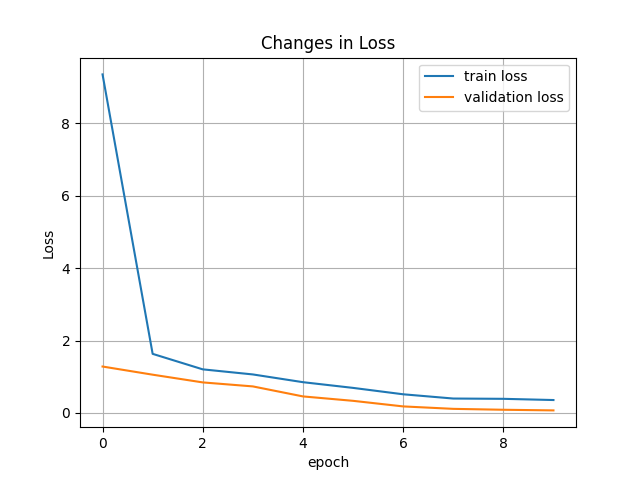 Changes in Loss
train loss
validation loss
8
6
4
2
0
Loss
0 2 4 6 8
epoch